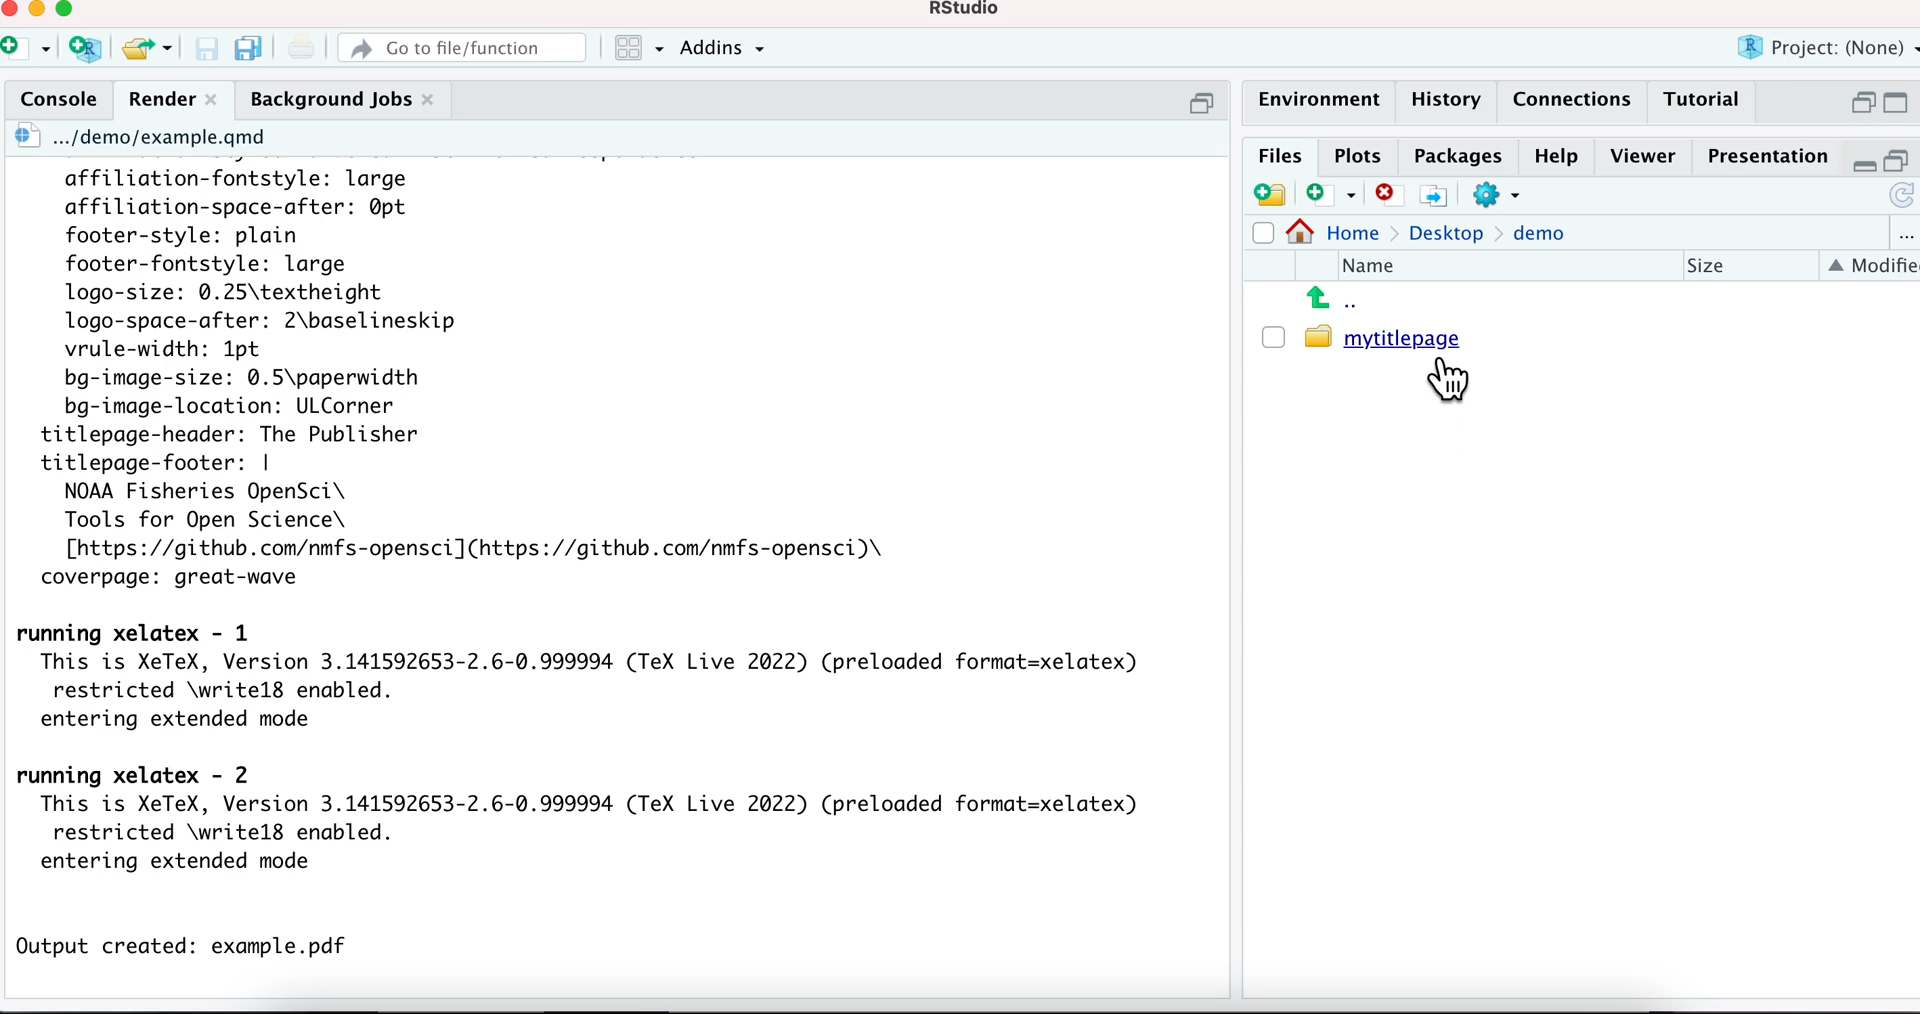 RStudio
Go to file/function
Addins
Project: (None)
Console
Render
Background Jobs
.../demo/example.qmd
affiliation-fontstyle: large
affiliation-space-after: 0pt
footer-style: plain
footer-fontstyle: large
logo-size: 0.25\textheight
logo-space-after: 2\baselineskip
vrule-width: 1pt
bg-image-size: 0.5\paperwidth
bg-image-location: ULCorner
titlepage-header: The Publisher
titlepage-footer: |
NOAA Fisheries OpenSci\
Tools for Open Science\
[https://github.com/nmfs-opensci](https://github.com/nmfs-opensci)\
coverpage: great-wave
running xelatex - 1
This is XeTeX, Version 3.141592653-2.6-0.999994 (TeX Live 2022) (preloaded format=xelatex)
restricted \write18 enabled.
entering extended mode
running xelatex - 2
This is XeTeX, Version 3.141592653-2.6-0.999994 (TeX Live 2022) (preloaded format=xelatex)
restricted \write18 enabled.
entering extended mode
Output created: example.pdf
Environment
History
Connections
Tutorial
Files
Plots
Packages
Help
Viewer
Presentation
Home > Desktop > demo
...
Name
Size
Modifie
..
mytitlepage